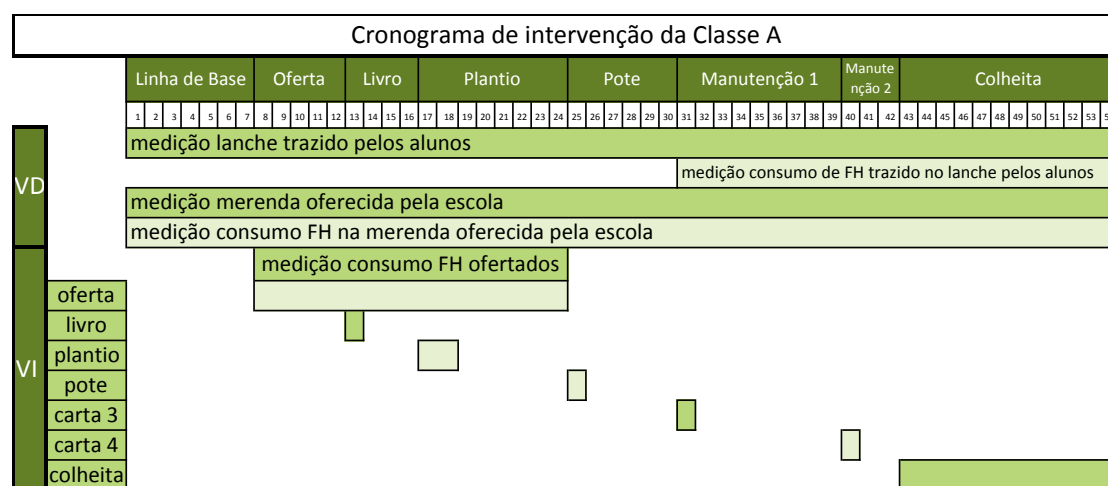 Cronograma de intervenção da Classe A
Linha de Base Oferta Livro Plantio Pote Manutenção 1 Manute
nção 2 Colheita
1 2 3 4 5 6 7 8 9 10 11 12 13 14 15 16 17 18 19 20 21 22 23 24 25 26 27 28 29 30 31 32 33 34 35 36 37 38 39 40 41 42 43 44 45 46 47 48 49 50 51 52 53
VD
medição lanche trazido pelos alunos
medição consumo de FH trazido no lanche pelos alunos
medição merenda oferecida pela escola
medição consumo FH na merenda oferecida pela escola
VI
medição consumo FH ofertados
oferta
livro
plantio
pote
carta 3
carta 4
colheita